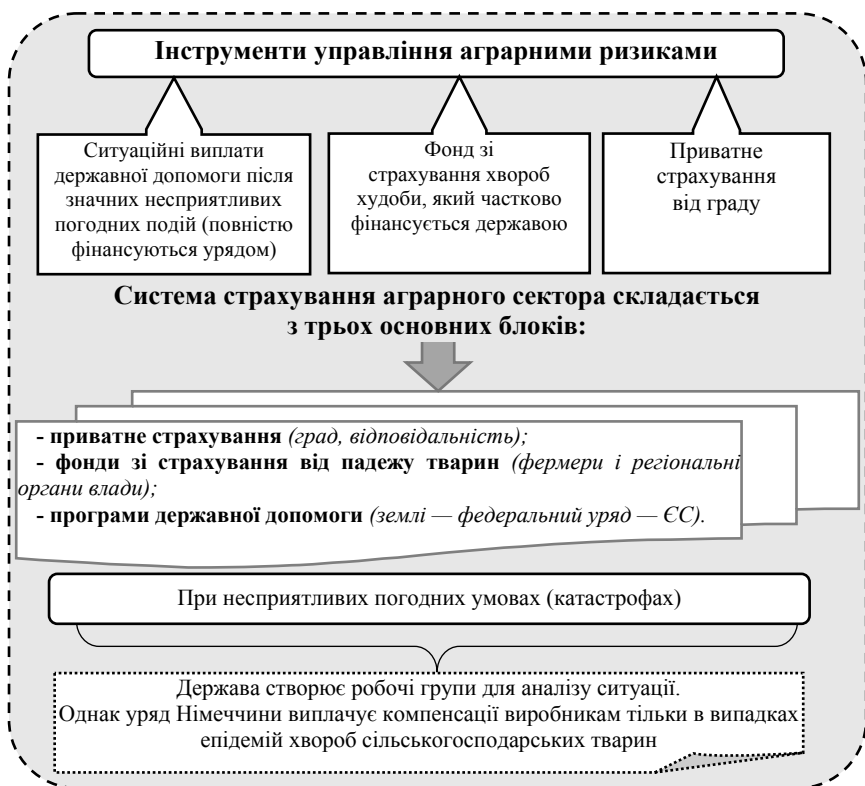 Інструменти управління аграрними ризиками
Ситуаційні виплати
державної допомоги після
значних несприятливих
погодних подій (повністю
фінансуються урядом)
Фонд зі
страхування хвороб
худоби, який частково
фінансується державою
Приватне
страхування
від граду
Система страхування аграрного сектора складається
з трьох основних блоків:
- приватне страхування (град, відповідальність);
- фонди зі страхування від падежу тварин (фермери і регіональні
органи влади);
- програми державної допомоги (землі — федеральний уряд — ЄС).
При несприятливих погодних умовах (катастрофах)
Держава створює робочі групи для аналізу ситуації.
Однак уряд Німеччини виплачує компенсації виробникам тільки в випадках
епідемій хвороб сільськогосподарських тварин